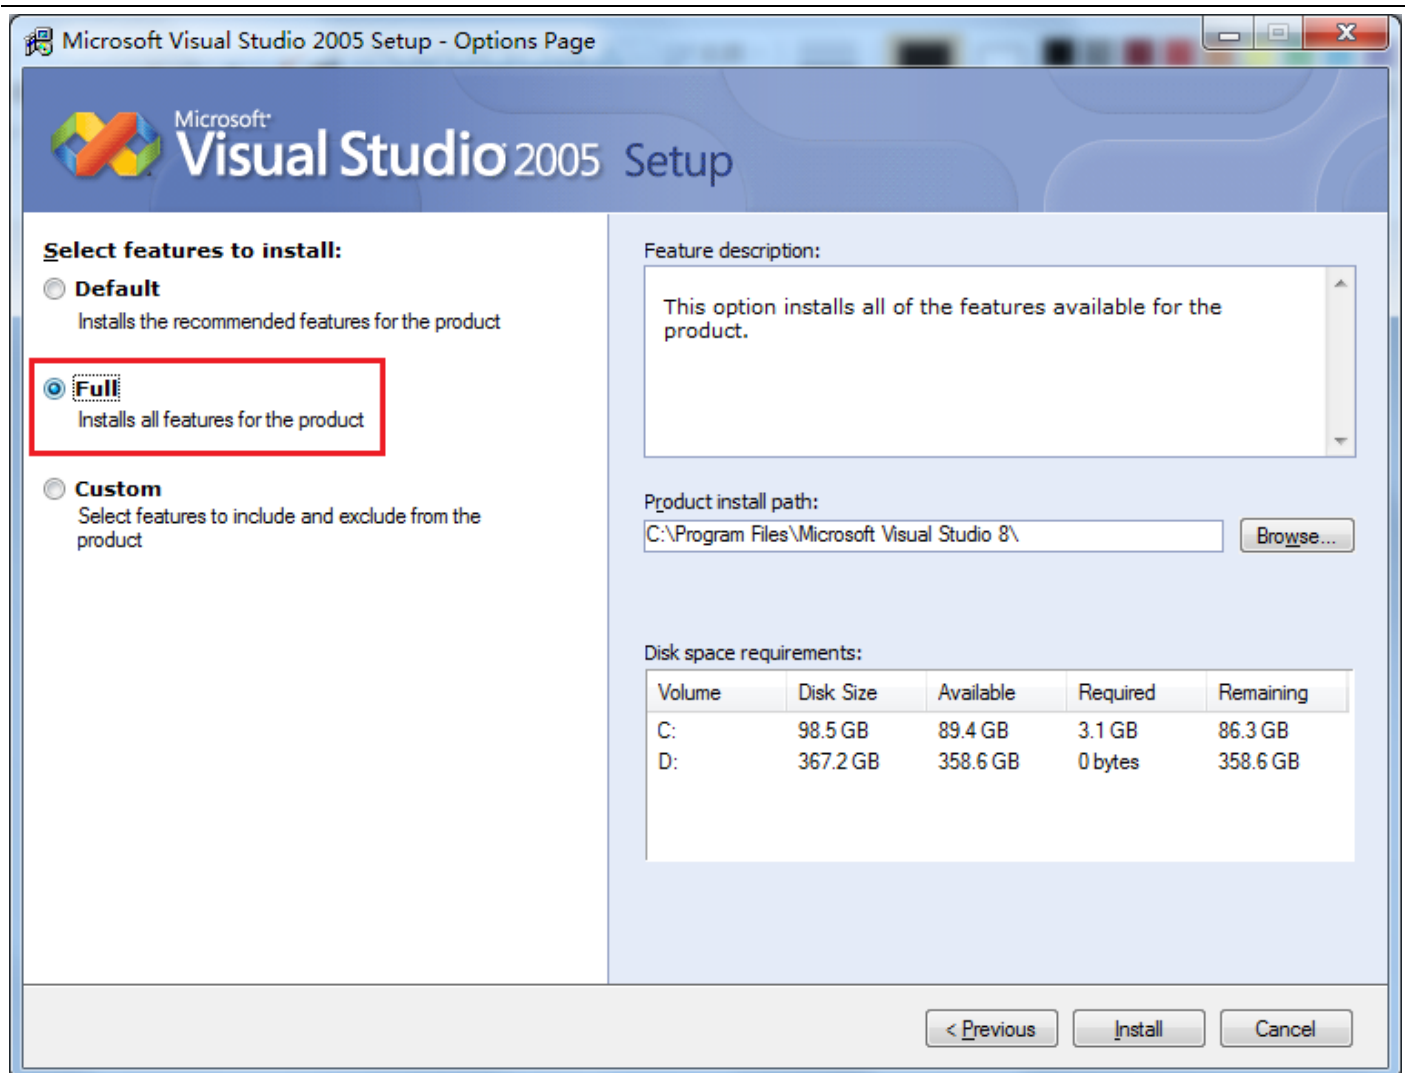 Microsoft Visual Studio 2005 Setup - Options Page
Microsoft
Visual Studio 2005 Setup
Select features to install:
Default
Installs the recommended features for the product
Full
Installs all features for the product
Custom
Select features to include and exclude from the
product
Feature description:
This option installs all of the features available for the
product.
Product install path:
C:\Program Files\Microsoft Visual Studio 8\
Browse...
Disk space requirements:
Volume Disk Size Available Required Remaining
C: 98.5 GB 89.4 GB 3.1 GB 86.3 GB
D: 367.2 GB 358.6 GB 0 bytes 358.6 GB
< Previous Install Cancel